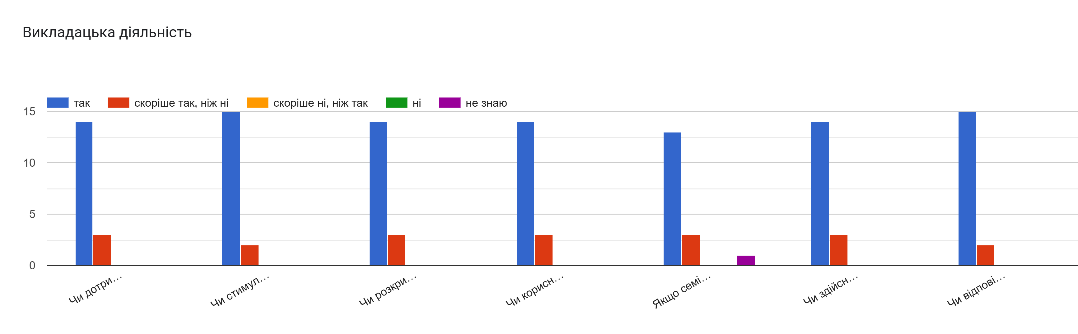 Викладацька діяльність
так скоріше так, ніж ні скоріше ні, ніж так ні не знаю
15
10
5
0
Чи дотри… Чи стимул… Чи розкри… Чи корисн… Якщо семі… Чи здійсн… Чи відпові…